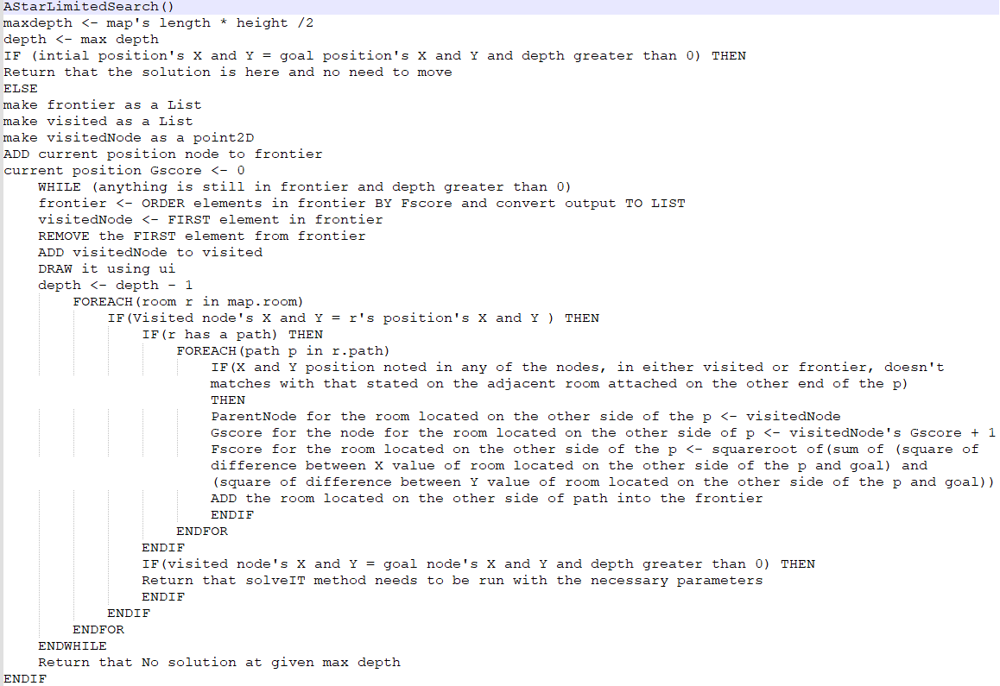 AStarLimitedSearch()
maxdepth <- map's length * height /2
depth <- max depth
IF (intial position's X and Y = goal position's X and Y and depth greater than 0) THEN
Return that the solution is here and no need to move
ELSE
make frontier as a List
make visited as a List
make visitedNode as a point2D
ADD current position node to frontier
current position Gscore <- 0
WHILE (anything is still in frontier and depth greater than 0)
frontier <- ORDER elements in frontier BY Fscore and convert output TO LIST
visitedNode <- FIRST element in frontier
REMOVE the FIRST element from frontier
ADD visitedNode to visited
DRAW it using ui
depth <- depth - 1
FOREACH(room r in map.room)
IF(Visited node's X and Y = r's position's X and Y ) THEN
IF(r has a path) THEN
FOREACH(path p in r.path)
IF(X and Y position noted in any of the nodes, in either visited or frontier, doesn't
matches with that stated on the adjacent room attached on the other end of the p)
THEN
ParentNode for the room located on the other side of the p <- visitedNode
Gscore for the node for the room located on the other side of p <- visitedNode's Gscore + 1
Fscore for the room located on the other side of the p <- squareroot of(sum of (square of
difference between X value of room located on the other side of the p and goal) and
(square of difference between Y value of room located on the other side of the p and goal))
ADD the room located on the other side of path into the frontier
ENDIF
ENDFOR
ENDIF
IF(visited node's X and Y = goal node's X and Y and depth greater than 0) THEN
Return that solveIT method needs to be run with the necessary parameters
ENDIF
ENDIF
ENDFOR
ENDWHILE
Return that No solution at given max depth
ENDIF